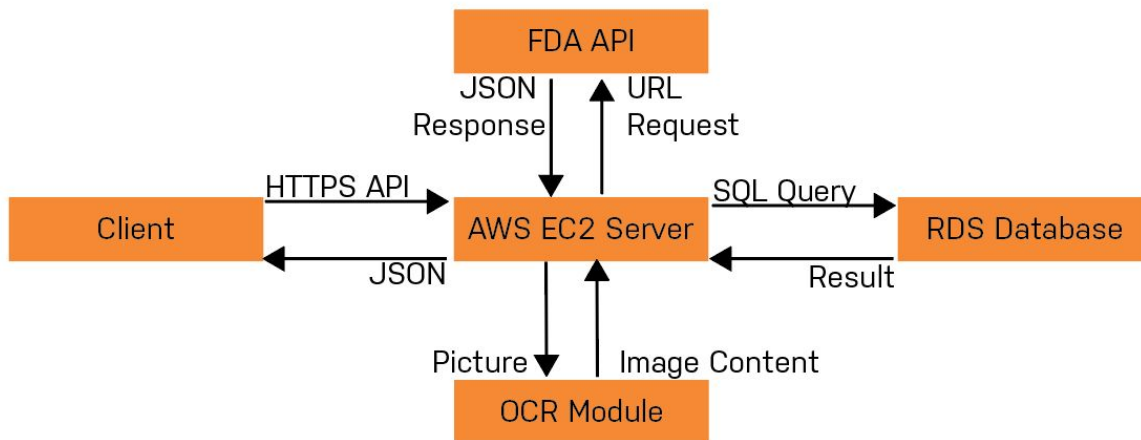 FDA API
JSON
Response
URL
Request
HTTPS API
SQL Query
Client
AWS EC2 Server
RDS Database
JSON
Result
Picture
Image Content
OCR Module